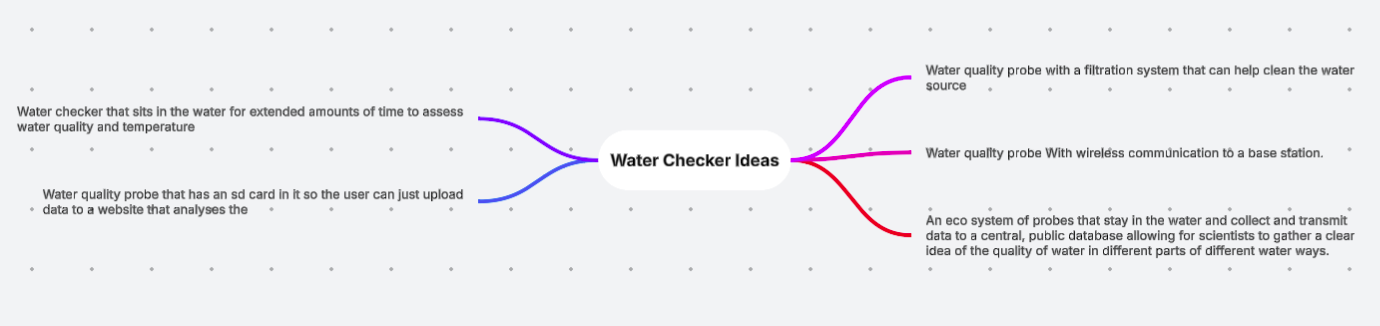 Water checker that sits in the water for extended amounts of time to assess
water quality and temperature
Water quality probe that has an sd card in it so the user can just upload
data to a website that analyses the
Water Checker Ideas
Water quality probe with a filtration system that can help clean the water
source
Water quality probe With wireless communication to a base station.
An eco system of probes that stay in the water and collect and transmit
data to a central, public database allowing for scientists to gather a clear
idea of the quality of water in different parts of different water ways.